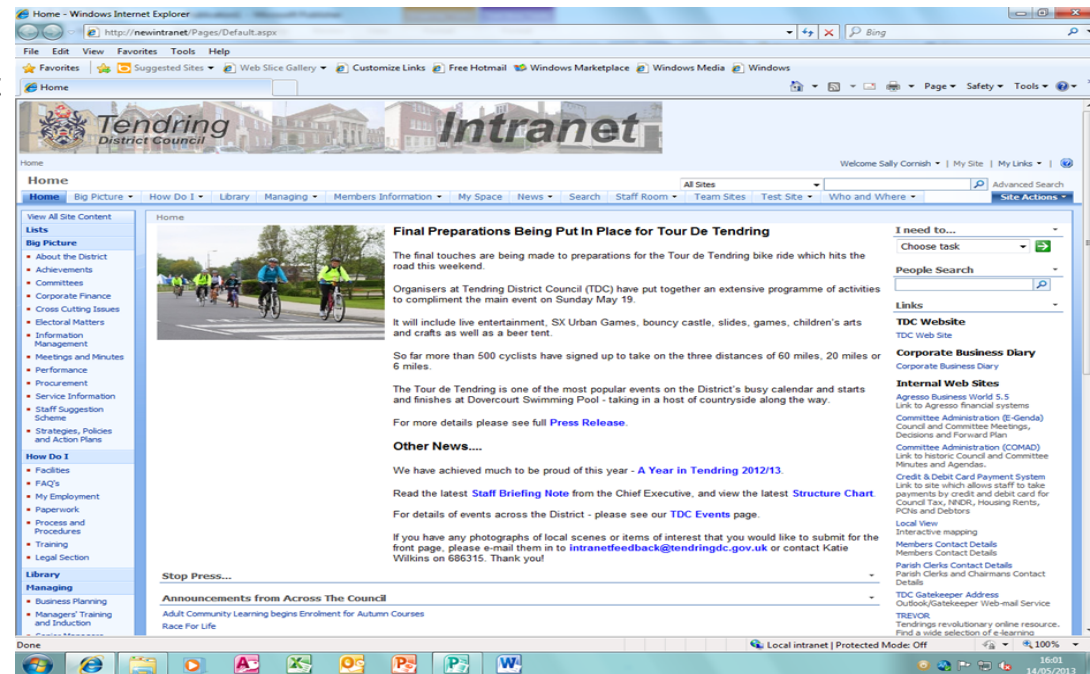 Home - Windows Internet Explorer
http://newintranet/Pages/Default.aspx
Bing
File Edit View Favorites Tools Help
Favorites Suggested Sites Web Slice Gallery Customize Links Free Hotmail Windows Marketplace Windows Media Windows
Home
Page Safety Tools
Tendring
District Council
Intranet
Home
Welcome Sally Cornish | My Site | My Links |
Home
All Sites
Advanced Search
Home Big Picture How Do I Library Managing Members Information My Space News Search Staff Room Team Sites Test Site Who and Where Site Actions
View All Site Content
Lists
Big Picture
About the District
Achievements
Committees
Corporate Finance
Cross Cutting Issues
Electoral Matters
Information
Management
Meetings and Minutes
Performance
Procurement
Service Information
Staff Suggestion
Scheme
Strategies, Policies
and Action Plans
How Do I
Facilities
FAQ's
My Employment
Paperwork
Process and
Procedures
Training
Legal Section
Library
Managing
Business Planning
Managers' Training
and Induction
Home
Final Preparations Being Put In Place for Tour De Tendring
The final touches are being made to preparations for the Tour de Tendring bike ride which hits the
road this weekend.
Organisers at Tendring District Council (TDC) have put together an extensive programme of activities
to compliment the main event on Sunday May 19.
It will include live entertainment, SX Urban Games, bouncy castle, slides, games, children's arts
and crafts as well as a beer tent.
So far more than 500 cyclists have signed up to take on the three distances of 60 miles, 20 miles or
6 miles.
The Tour de Tendring is one of the most popular events on the District's busy calendar and starts
and finishes at Dovercourt Swimming Pool - taking in a host of countryside along the way.
For more details please see full Press Release.
Other News....
We have achieved much to be proud of this year - A Year in Tendring 2012/13.
Read the latest Staff Briefing Note from the Chief Executive, and view the latest Structure Chart.
For details of events across the District - please see our TDC Events page.
If you have any photographs of local scenes or items of interest that you would like to submit for the
front page, please e-mail them in to intranetfeedback@tendringdc.gov.uk or contact Katie
Wilkins on 686315. Thank you!
Stop Press...
Announcements from Across The Council
Adult Community Learning begins Enrolment for Autumn Courses
Race For Life
I need to...
Choose task
People Search
Links
TDC Website
TDC Web Site
Corporate Business Diary
Corporate Business Diary
Internal Web Sites
Agresso Business World 5.5
Link to Agresso financial systems
Committee Administration (E-Genda)
Council and Committee Meetings,
Decisions and Forward Plan
Committee Administration (COMAD)
Link to historic Council and Committee
Minutes and Agendas.
Credit & Debit Card Payment System
Link to site which allows staff to take
payments by credit and debit card for
Council Tax, NNDR, Housing Rents,
PCNs and Debtors
Local View
Interactive mapping
Members Contact Details
Members Contact Details
Parish Clerks Contact Details
Parish Clerks and Chairmans Contact
Details
TDC Gatekeeper Address
Outlook/Gatekeeper Web-mail Service
TREVOR
Tendrings revolutionary online resource.
Find a wide selection of e-learning
Done
Local intranet | Protected Mode: Off
100%
16:01
14/05/2013